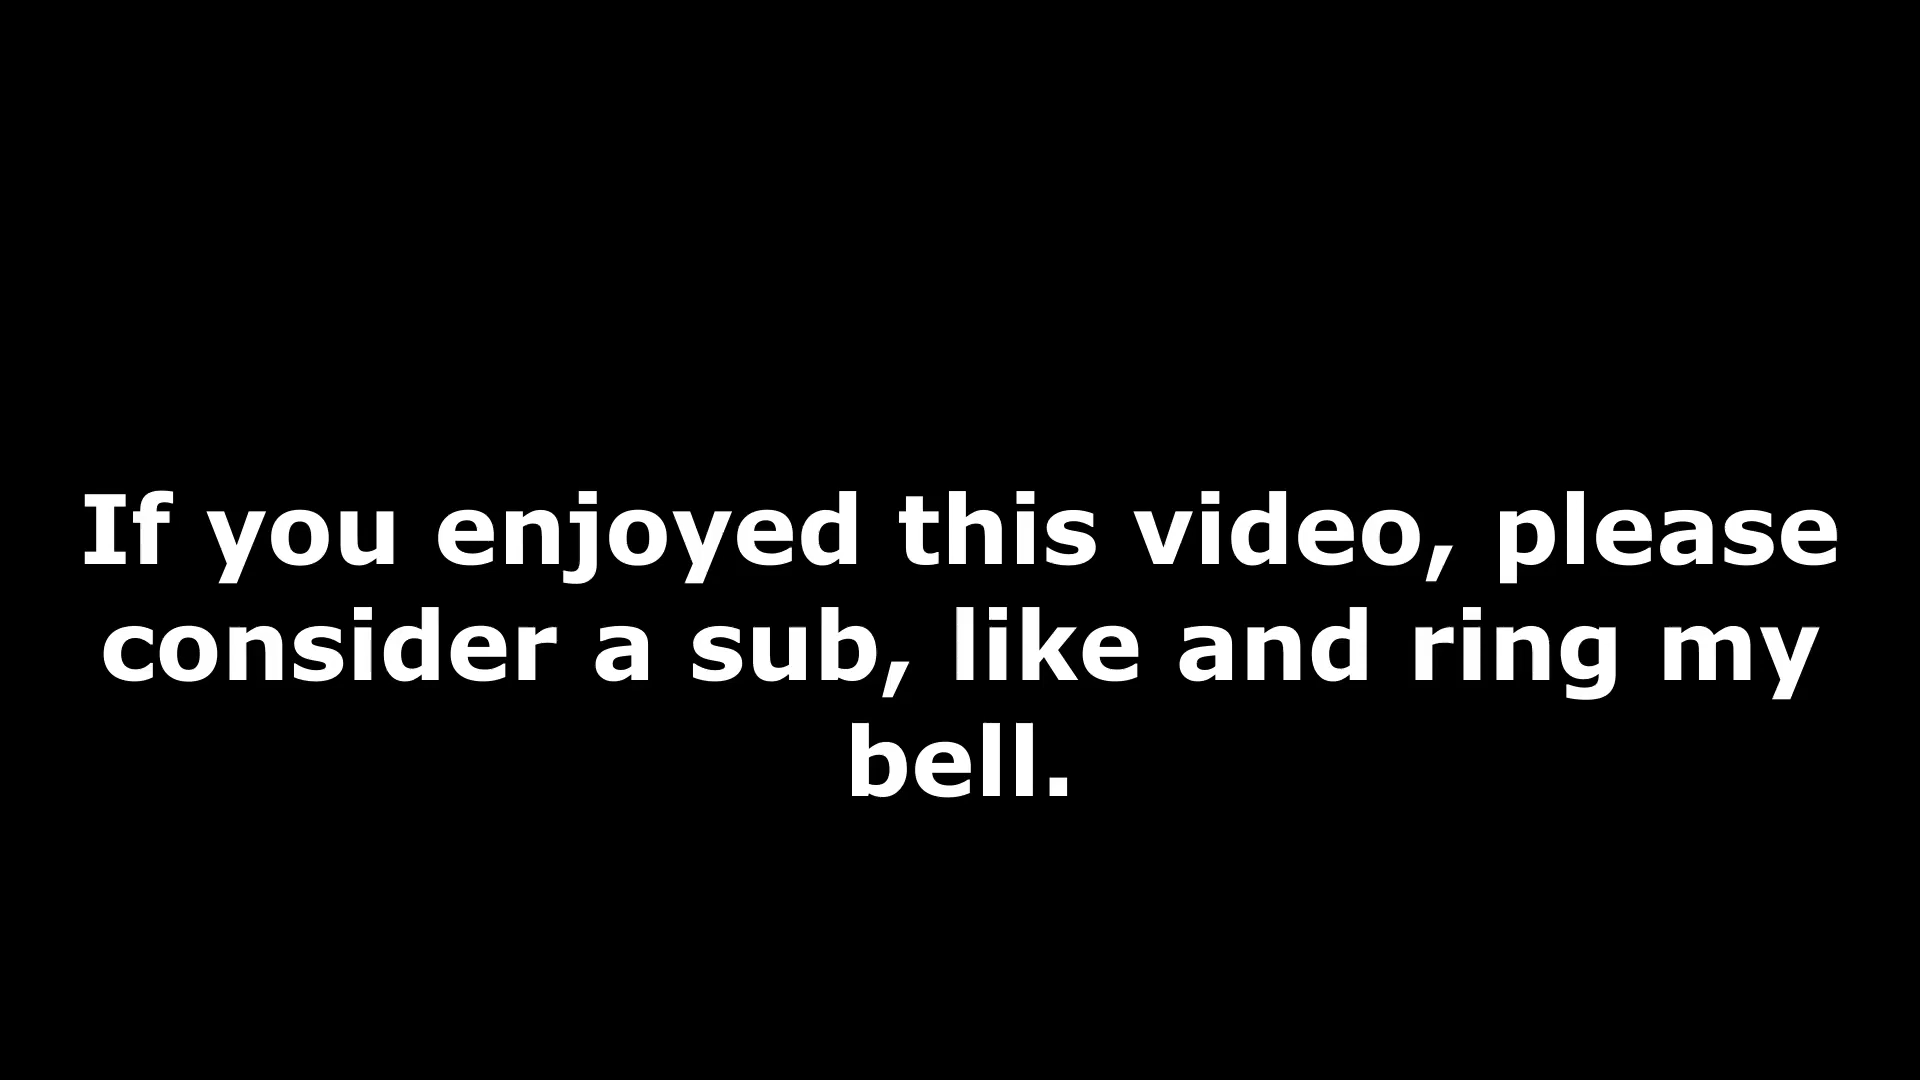 If you enjoyed this video, please
consider a sub, like and ring my
bell.